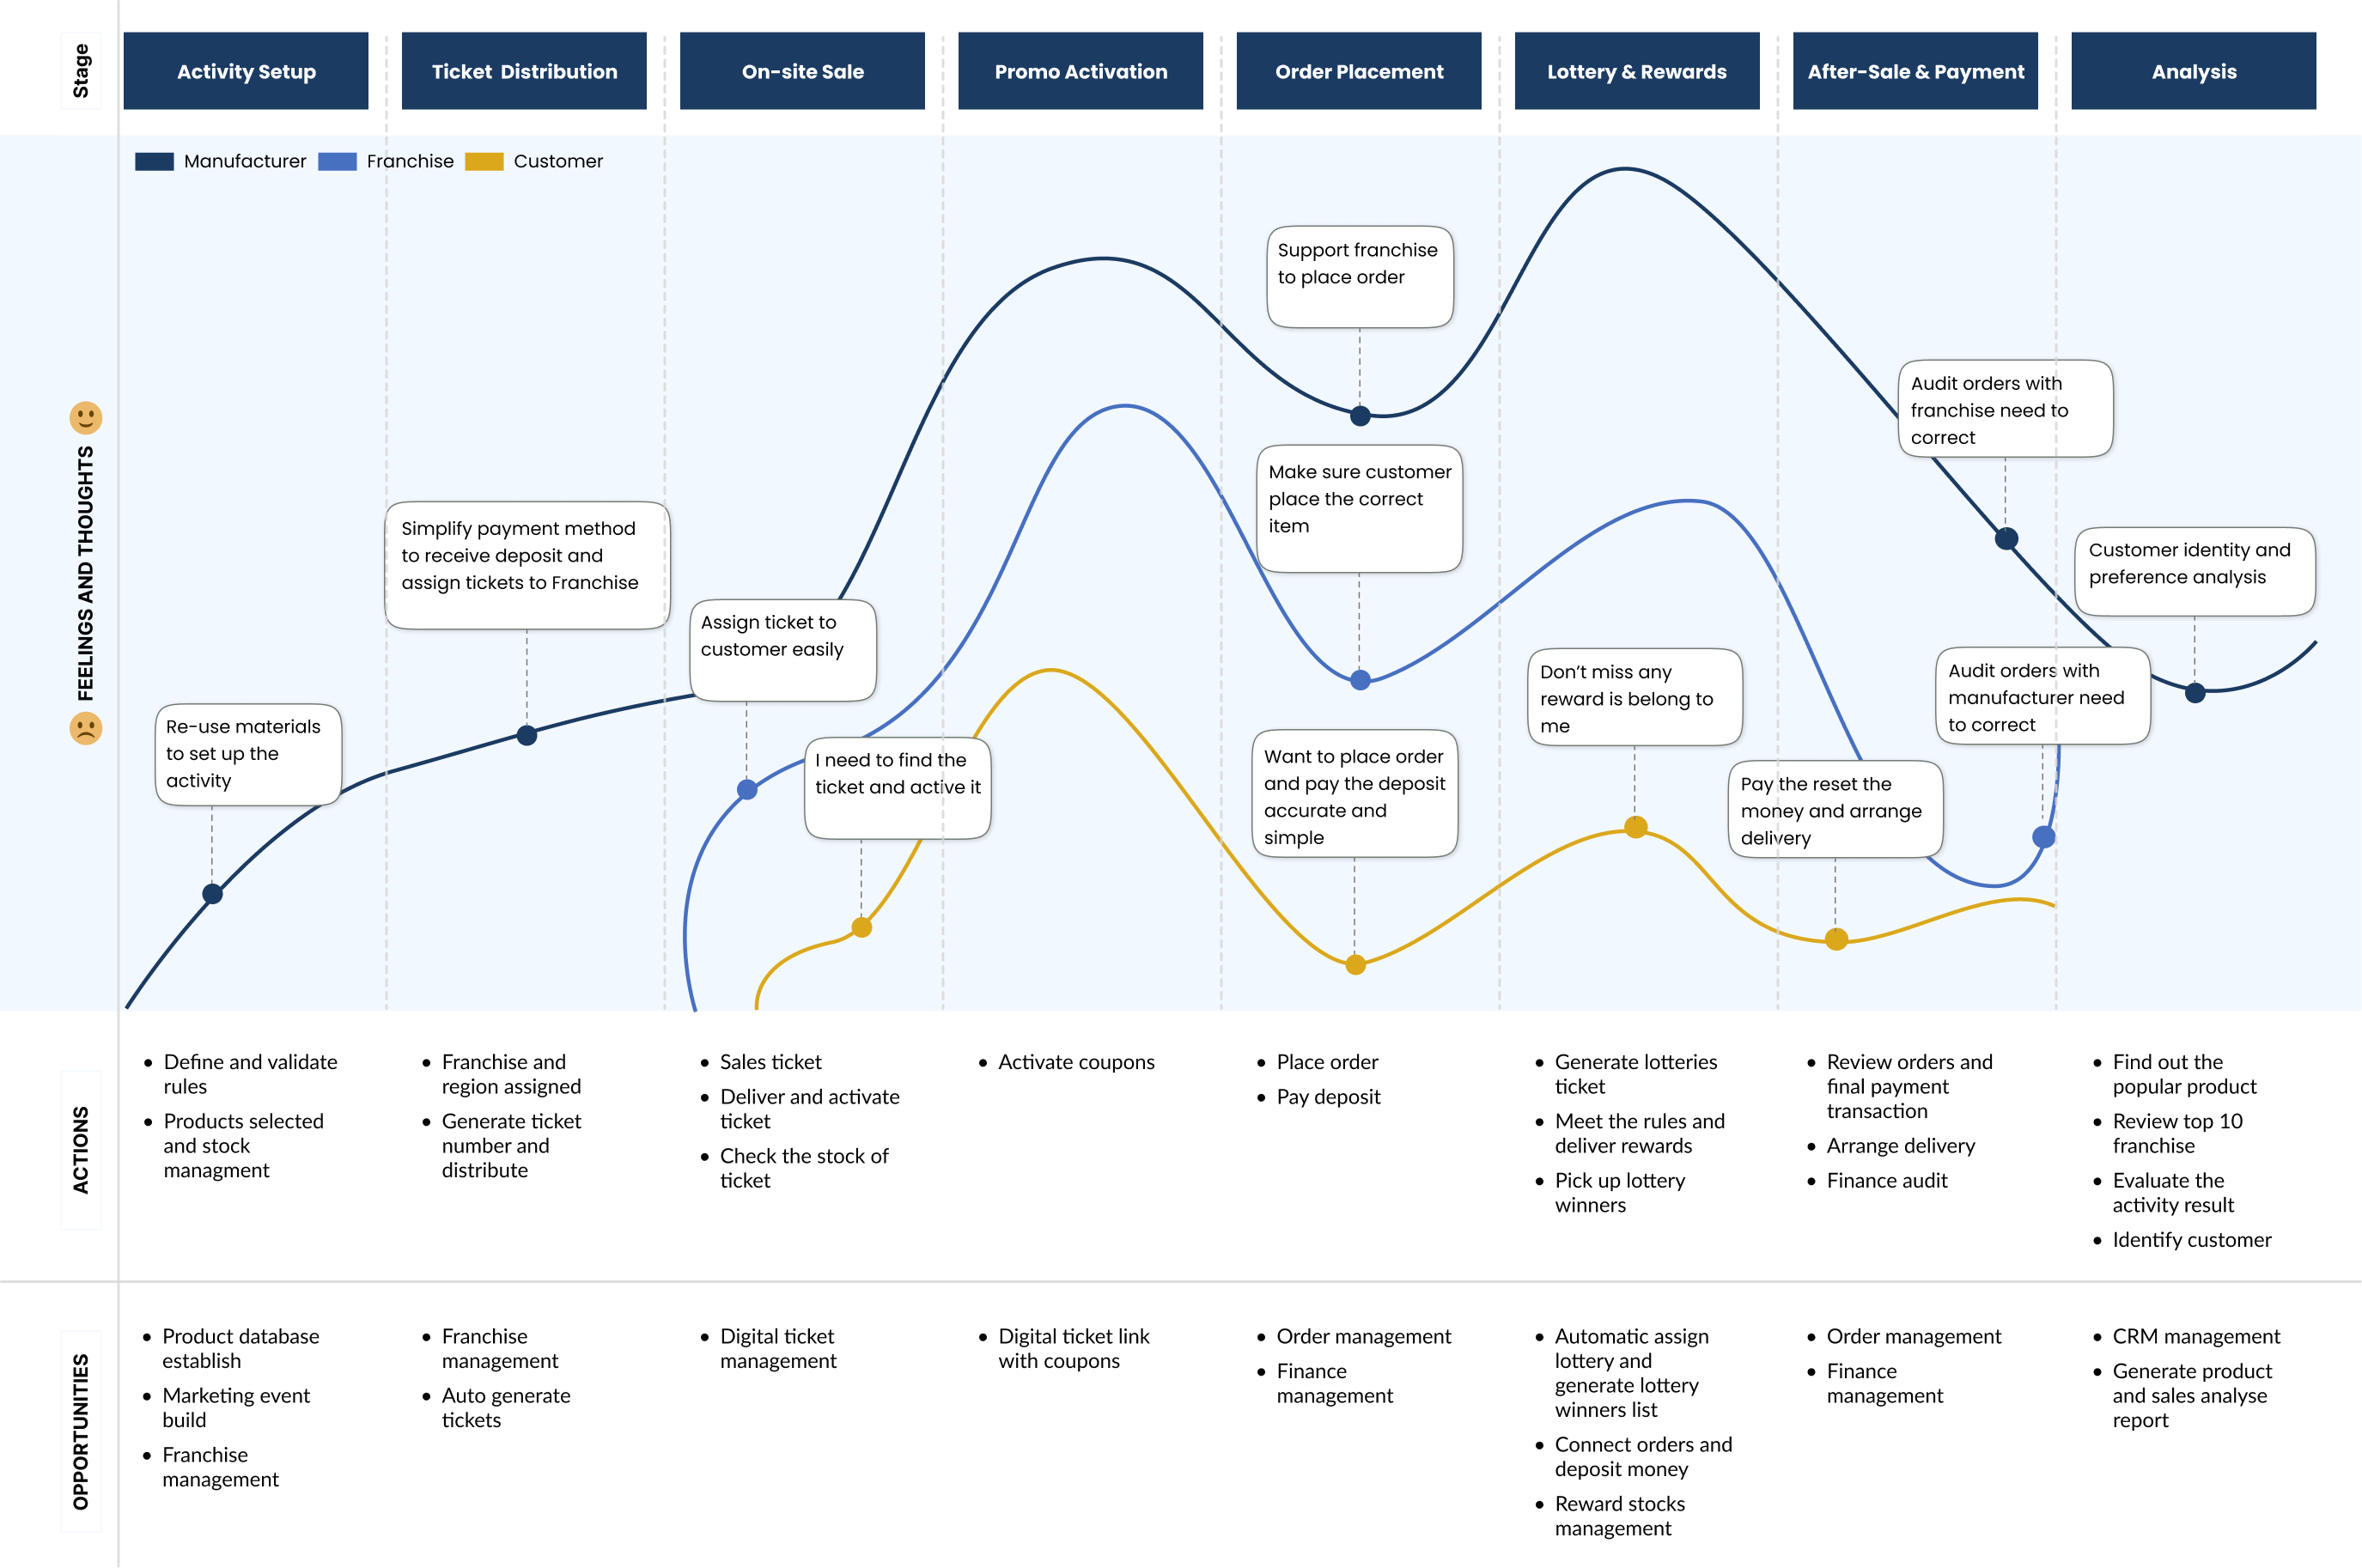 Stage
Activity Setup
Ticket Distribution
On-site Sale
Promo Activation
Order Placement
Lottery & Rewards
After-Sale & Payment
Analysis
Manufacturer
Franchise
Customer
FEELINGS AND THOUGHTS
Re-use materials
to set up the
activity
Simplify payment method
to receive deposit and
assign tickets to Franchise
Assign ticket to
customer easily
I need to find the
ticket and active it
Support franchise
to place order
Make sure customer
place the correct
item
Want to place order
and pay the deposit
accurate and
simple
Don’t miss any
reward is belong to
me
Pay the reset the
money and arrange
delivery
Audit orders with
franchise need to
correct
Audit orders with
manufacturer need
to correct
Customer identity and
preference analysis
ACTIONS
Define and validate
rules
Products selected
and stock
managment
Franchise and
region assigned
Generate ticket
number and
distribute
Sales ticket
Deliver and activate
ticket
Check the stock of
ticket
Activate coupons
Place order
Pay deposit
Generate lotteries
ticket
Meet the rules and
deliver rewards
Pick up lottery
winners
Review orders and
final payment
transaction
Arrange delivery
Finance audit
Find out the
popular product
Review top 10
franchise
Evaluate the
activity result
Identify customer
OPPORTUNITIES
Product database
establish
Marketing event
build
Franchise
management
Franchise
management
Auto generate
tickets
Digital ticket
management
Digital ticket link
with coupons
Order management
Finance
management
Automatic assign
lottery and
generate lottery
winners list
Connect orders and
deposit money
Reward stocks
management
Order management
Finance
management
CRM management
Generate product
and sales analyse
report